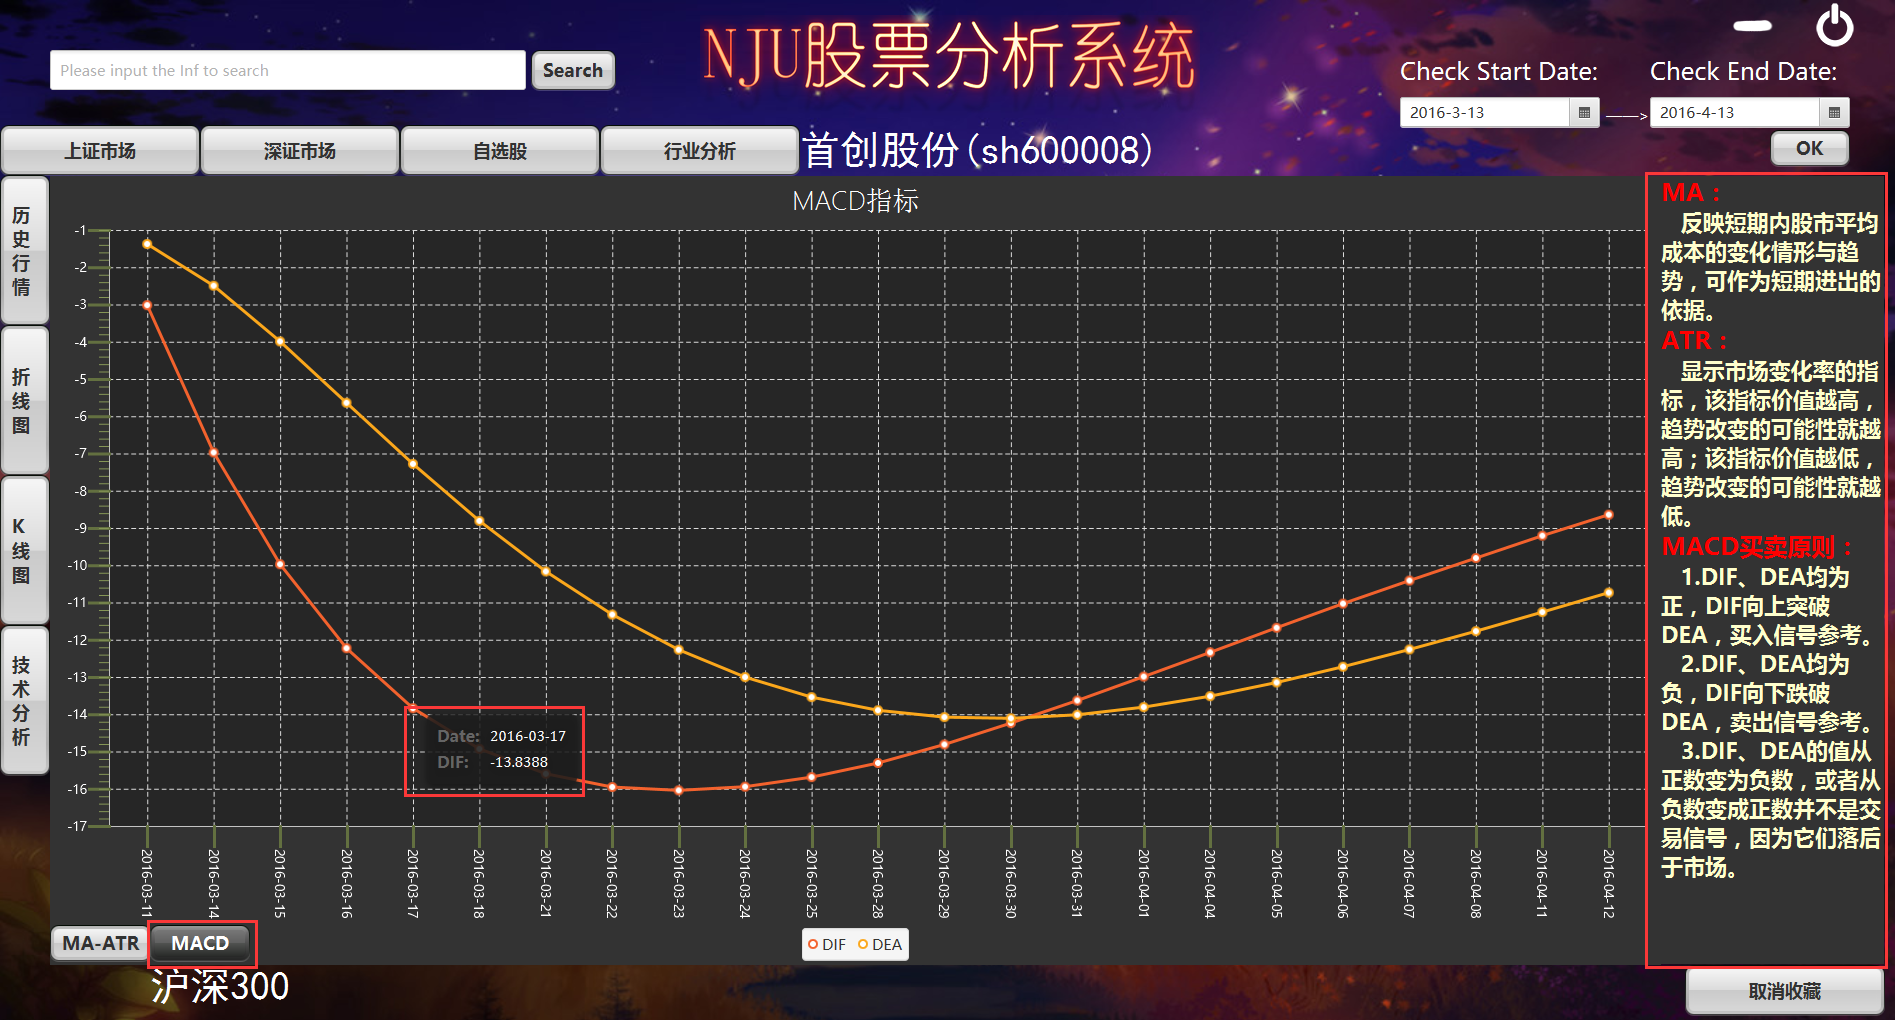 NJU股票分析系统
Please input the Inf to search
Search
Check Start Date:
Check End Date:
2016-3-13
——>
2016-4-13
OK
上证市场
深证市场
自选股
行业分析
首创股份(sh600008)
历史行情
折线图
K线图
技术分析
MACD指标
-1
-2
-3
-4
-5
-6
-7
-8
-9
-10
-11
-12
-13
-14
-15
-16
-17
Date: 2016-03-17
DIF: -13.8388
2016-03-11
2016-03-14
2016-03-15
2016-03-16
2016-03-17
2016-03-18
2016-03-21
2016-03-22
2016-03-23
2016-03-24
2016-03-25
2016-03-28
2016-03-29
2016-03-30
2016-03-31
2016-04-01
2016-04-04
2016-04-05
2016-04-06
2016-04-07
2016-04-08
2016-04-11
2016-04-12
DIF DEA
MA-ATR
MACD
沪深300
MA：
反映短期内股市平均
成本的变化情形与趋
势，可作为短期进出的
依据。
ATR：
显示市场变化率的指
标，该指标价值越高，
趋势改变的可能性就越
高；该指标价值越低，
趋势改变的可能性就越
低。
MACD买卖原则：
1.DIF、DEA均为
正，DIF向上突破
DEA，买入信号参考。
2.DIF、DEA均为
负，DIF向下跌破
DEA，卖出信号参考。
3.DIF、DEA的值从
正数变为负数，或者从
负数变成正数并不是交
易信号，因为它们落后
于市场。
取消收藏